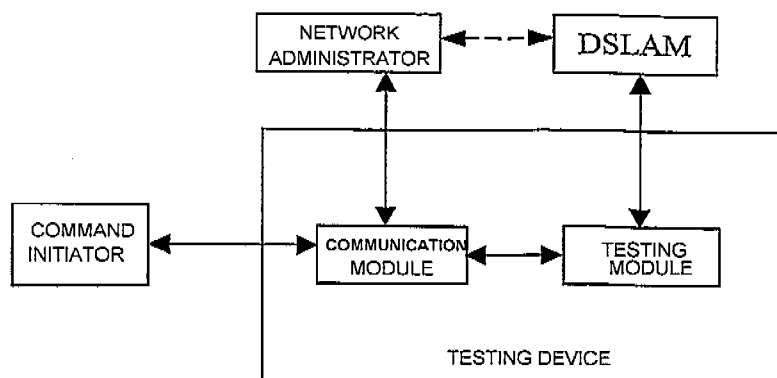 NETWORK
ADMINISTRATOR
DSLAM
COMMAND
INITIATOR
COMMUNICATION
MODULE
TESTING
MODULE
TESTING DEVICE